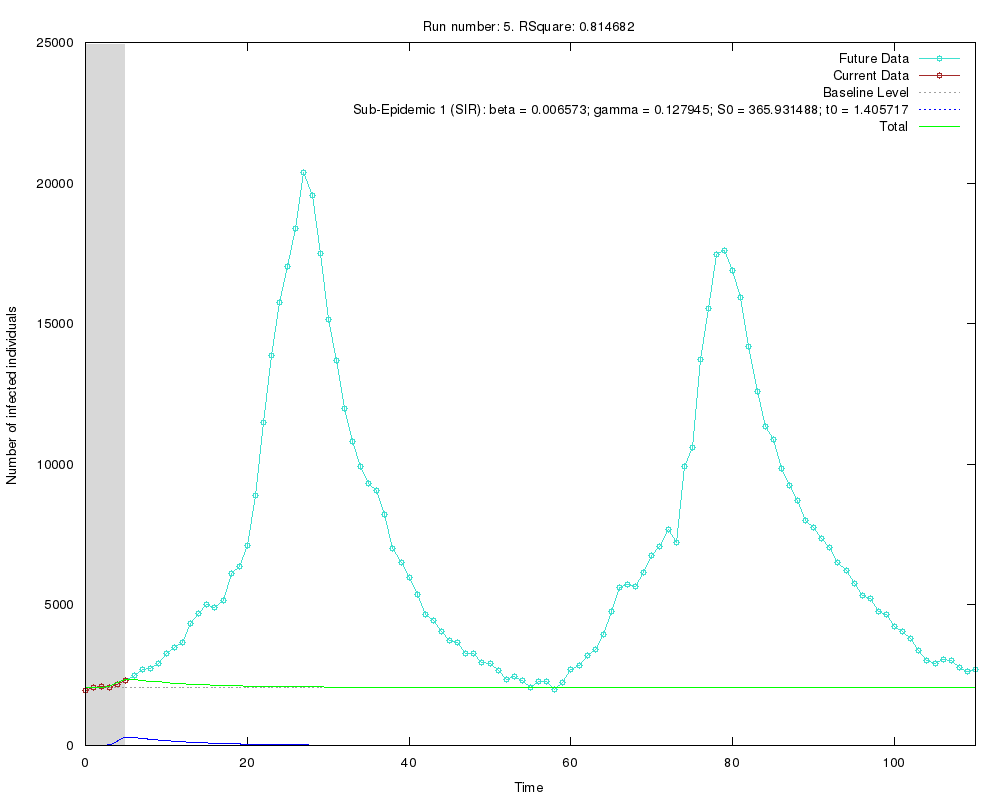 Run number: 5. RSquare: 0.814682
25000
20000
15000
10000
5000
0
Number of infected individuals
Future Data
Current Data
Baseline Level
Sub-Epidemic 1 (SIR): beta = 0.006573; gamma = 0.127945; S0 = 365.931488; t0 = 1.405717
Total
0 20 40 60 80 100
Time